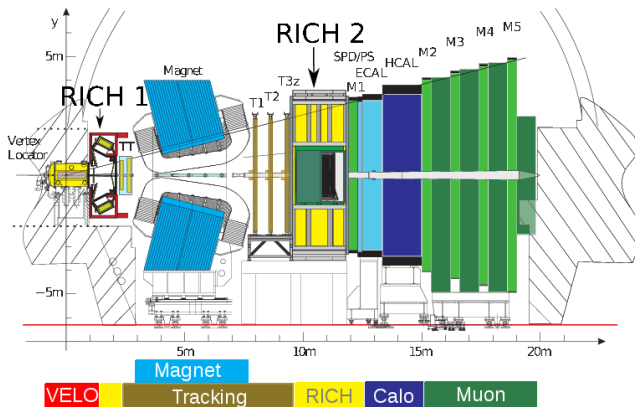 y
5m
RICH 2
SPD/PS
ECAL
HCAL
M1
M2
M3
M4
M5
Magnet
T1
T2
T3z
RICH 1
TT
Vertex
Locator
−5m
5m
10m
15m
20m
Magnet
VELO
Tracking
RICH
Calo
Muon